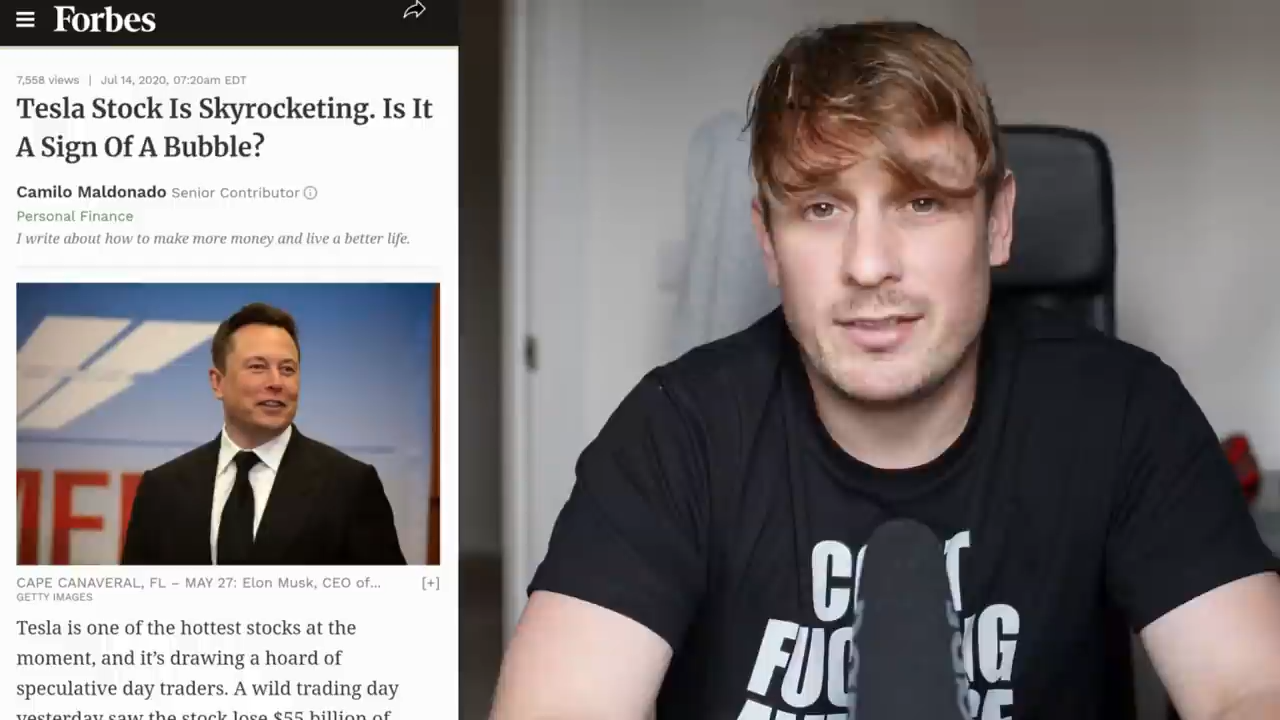 Forbes
7,558 views | Jul 14, 2020, 07:20am EDT
Tesla Stock Is Skyrocketing. Is It
A Sign Of A Bubble?
Camilo Maldonado Senior Contributor
Personal Finance
I write about how to make more money and live a better life.
CAPE CANAVERAL, FL – MAY 27: Elon Musk, CEO of... [+]
GETTY IMAGES
Tesla is one of the hottest stocks at the
moment, and it’s drawing a hoard of
speculative day traders. A wild trading day
yesterday saw the stock lose $55 billion of